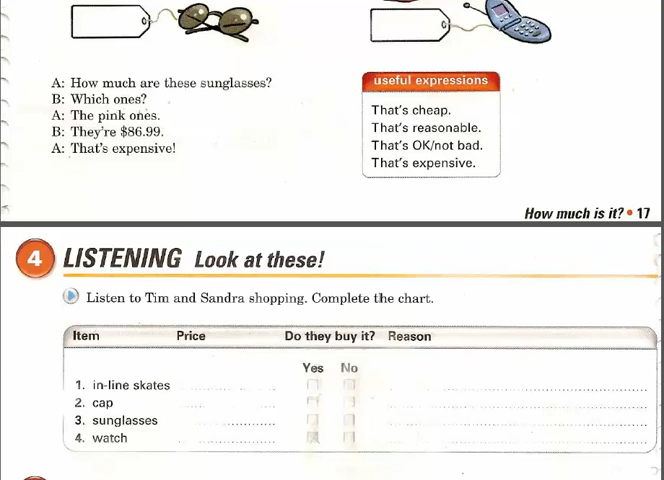 A: How much are these sunglasses?
B: Which ones?
A: The pink ones.
B: They're $86.99.
A: That's expensive!
useful expressions
That's cheap.
That's reasonable.
That's OK/not bad.
That's expensive.
How much is it? • 17
4 LISTENING Look at these!
Listen to Tim and Sandra shopping. Complete the chart.
Item Price Do they buy it? Reason
Yes No
1. in-line skates
2. cap
3. sunglasses
4. watch